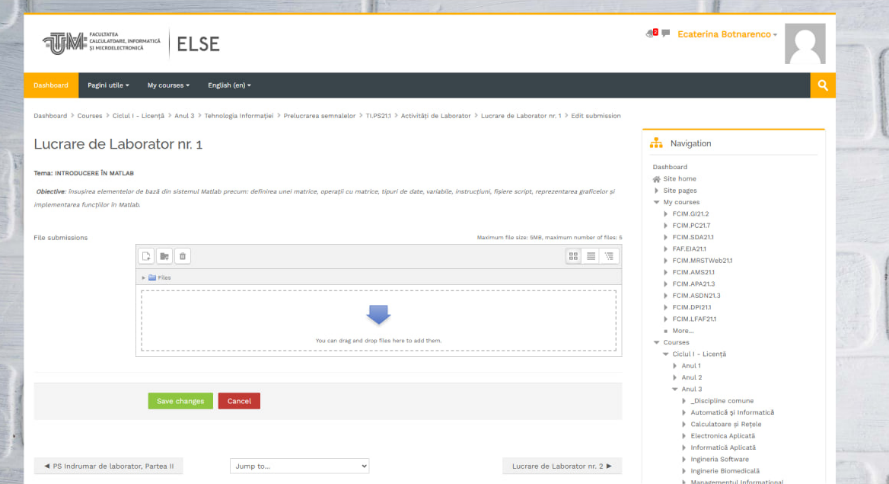 FACULTATEA
CALCULATOARE, INFORMATICĂ
ȘI MICROELECTRONICĂ
ELSE
2
Ecaterina Botnarenco
Dashboard
Pagini utile
My courses
English (en)
Dashboard > Courses > Ciclul I - Licență > Anul 3 > Tehnologia Informației > Prelucrarea semnalelor > TI.PS21.1 > Activități de Laborator > Lucrare de Laborator nr. 1 > Edit submission
Lucrare de Laborator nr. 1
Tema: INTRODUCERE ÎN MATLAB
Obiective: însușirea elementelor de bază din sistemul Matlab precum: definirea unei matrice, operații cu matrice, tipuri de date, variabile, instrucțiuni, fișiere script, reprezentarea graficelor și
implementarea funcțiilor în Matlab.
File submissions
Maximum file size: 5MB, maximum number of files: 5
Files
You can drag and drop files here to add them.
Save changes
Cancel
◄ PS Indrumar de laborator, Partea II
Jump to...
Lucrare de Laborator nr. 2 ►
Navigation
Dashboard
Site home
Site pages
My courses
FCIM.GI21.2
FCIM.PC21.7
FCIM.SDA21.1
FAF.EIA21.1
FCIM.MRSTWeb21.1
FCIM.AMS21.1
FCIM.APA21.3
FCIM.ASDN21.3
FCIM.DPI21.1
FCIM.LFAF21.1
More...
Courses
Ciclul I - Licență
Anul 1
Anul 2
Anul 3
_Discipline comune
Automatică și Informatică
Calculatoare și Rețele
Electronica Aplicată
Informatică Aplicată
Ingineria Software
Inginerie Biomedicală
Managementul Informațional